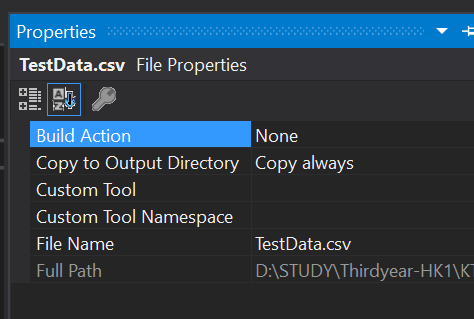 Properties
TestData.csv File Properties
Build Action None
Copy to Output Directory Copy always
Custom Tool
Custom Tool Namespace
File Name TestData.csv
Full Path D:\STUDY\Thirdyear-HK1\KT